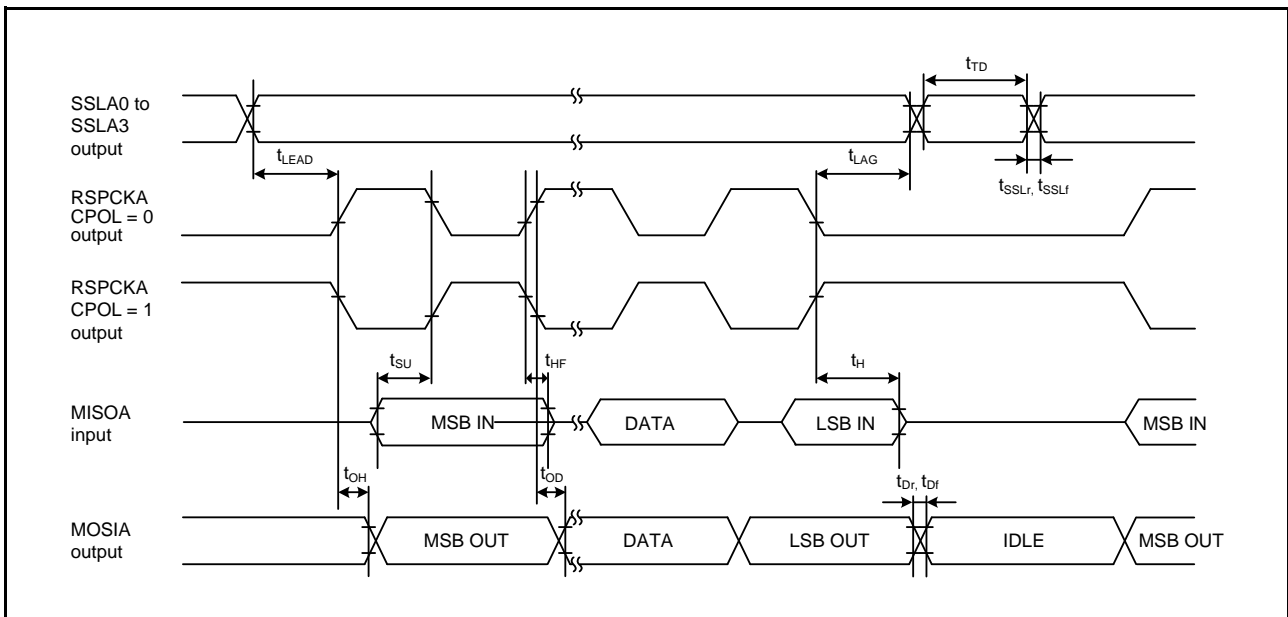 tTD
SSLA0 to
SSLA3
output
tLEAD
tLAG
tSSLr, tSSLf
RSPCKA
CPOL = 0
output
RSPCKA
CPOL = 1
output
tSU
tHF
tH
MISOA
input
MSB IN
DATA
LSB IN
MSB IN
tOH
tOD
tDr, tDf
MOSIA
output
MSB OUT
DATA
LSB OUT
IDLE
MSB OUT